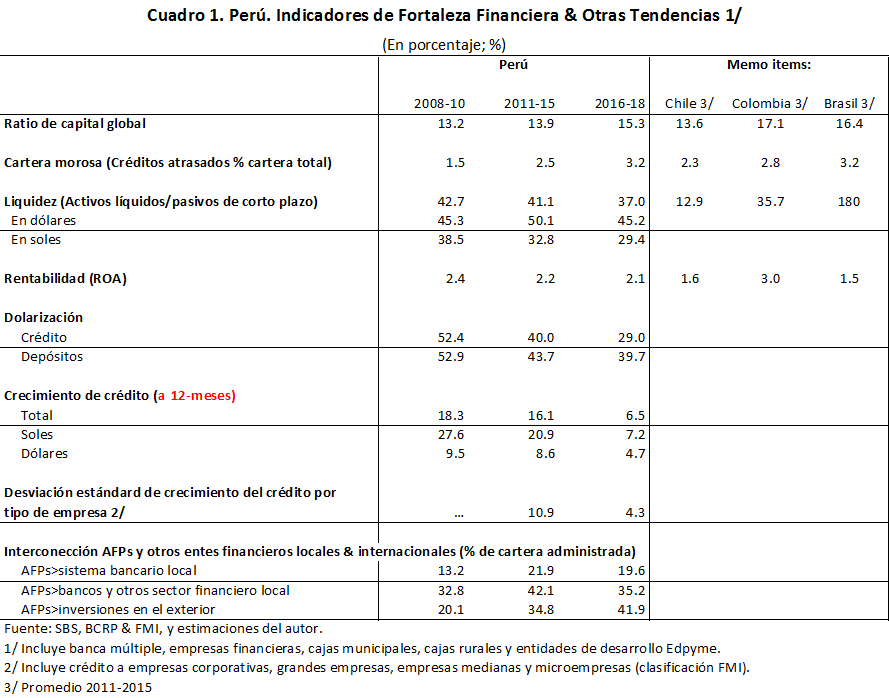 Cuadro 1. Perú. Indicadores de Fortaleza Financiera & Otras Tendencias 1/
(En porcentaje; %)
Perú Memo items:
2008-10 2011-15 2016-18 Chile 3/ Colombia 3/ Brasil 3/
Ratio de capital global 13.2 13.9 15.3 13.6 17.1 16.4
Cartera morosa (Créditos atrasados % cartera total) 1.5 2.5 3.2 2.3 2.8 3.2
Liquidez (Activos líquidos/pasivos de corto plazo) 42.7 41.1 37.0 12.9 35.7 180
En dólares 45.3 50.1 45.2
En soles 38.5 32.8 29.4
Rentabilidad (ROA) 2.4 2.2 2.1 1.6 3.0 1.5
Dolarización
Crédito 52.4 40.0 29.0
Depósitos 52.9 43.7 39.7
Crecimiento de crédito (a 12-meses)
Total 18.3 16.1 6.5
Soles 27.6 20.9 7.2
Dólares 9.5 8.6 4.7
Desviación estándard de crecimiento del crédito por
tipo de empresa 2/ ... 10.9 4.3
Interconección AFPs y otros entes financieros locales & internacionales (% de cartera administrada)
AFPs>sistema bancario local 13.2 21.9 19.6
AFPs>bancos y otros sector financiero local 32.8 42.1 35.2
AFPs>inversiones en el exterior 20.1 34.8 41.9
Fuente: SBS, BCRP & FMI, y estimaciones del autor.
1/ Incluye banca múltiple, empresas financieras, cajas municipales, cajas rurales y entidades de desarrollo Edpyme.
2/ Incluye crédito a empresas corporativas, grandes empresas, empresas medianas y microempresas (clasificación FMI).
3/ Promedio 2011-2015